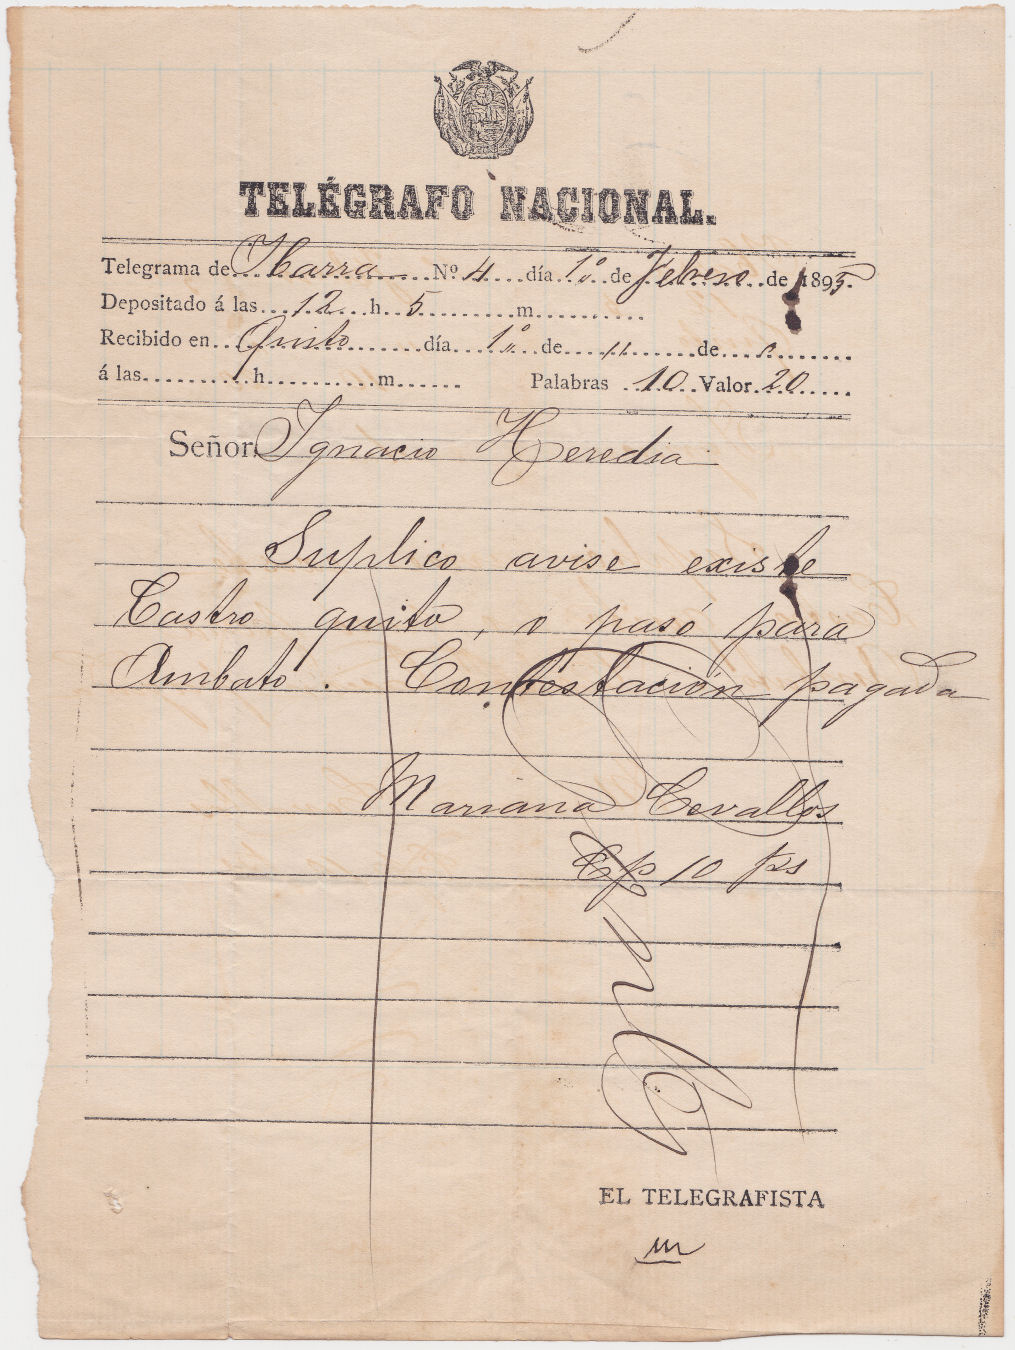 TELÉGRAFO NACIONAL.
Telegrama de Ibarra Nº 4 día 1º de Febrero de 1895.
Depositado á las 12 h 5 m
Recibido en Quito día 1º de " de "
á las h m Palabras 10 Valor 20
Señor Ignacio Heredia
Suplico avise existe
Castro quito, o pasó para
Ambato. Contestación pagada
Mariana Cevallos
Cp 10 ps
EL TELEGRAFISTA